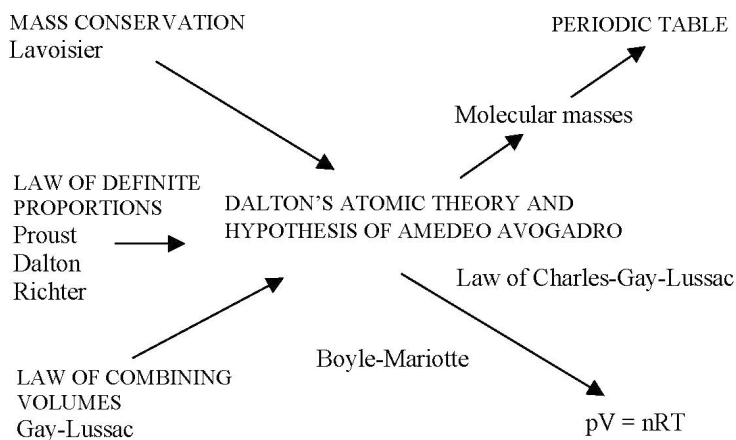 MASS CONSERVATION
Lavoisier
PERIODIC TABLE
Molecular masses
LAW OF DEFINITE
PROPORTIONS
Proust
Dalton
Richter
DALTON'S ATOMIC THEORY AND
HYPOTHESIS OF AMEDEO AVOGADRO
Law of Charles-Gay-Lussac
Boyle-Mariotte
LAW OF COMBINING
VOLUMES
Gay-Lussac
pV = nRT